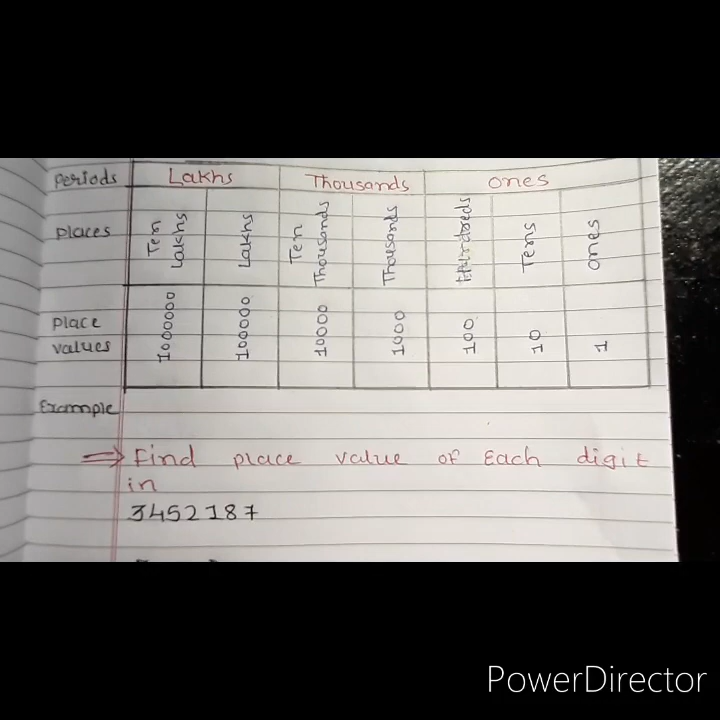 Periods Lakhs Thousands ones
places Ten Lakhs Lakhs Ten Thousands Thousands Hundreds Tens ones
place values 1000000 100000 10000 1000 100 10 1
Example
⇒ Find place value of Each digit
in
3452187
PowerDirector